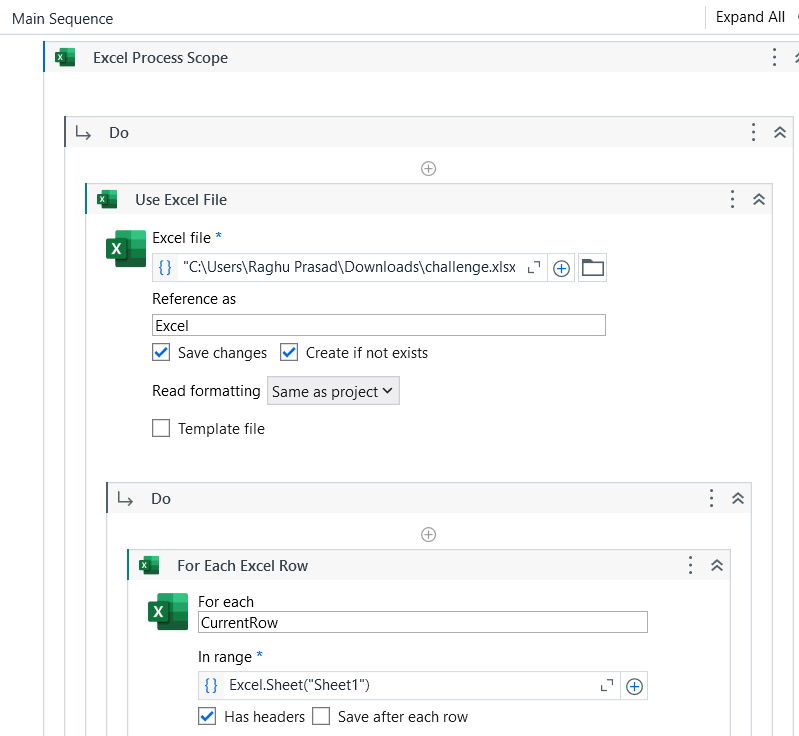 Main Sequence
Expand All
Excel Process Scope
Do
Use Excel File
Excel file *
"C:\Users\Raghu Prasad\Downloads\challenge.xlsx
Reference as
Excel
Save changes Create if not exists
Read formatting Same as project
Template file
Do
For Each Excel Row
For each
CurrentRow
In range *
Excel.Sheet("Sheet1")
Has headers Save after each row